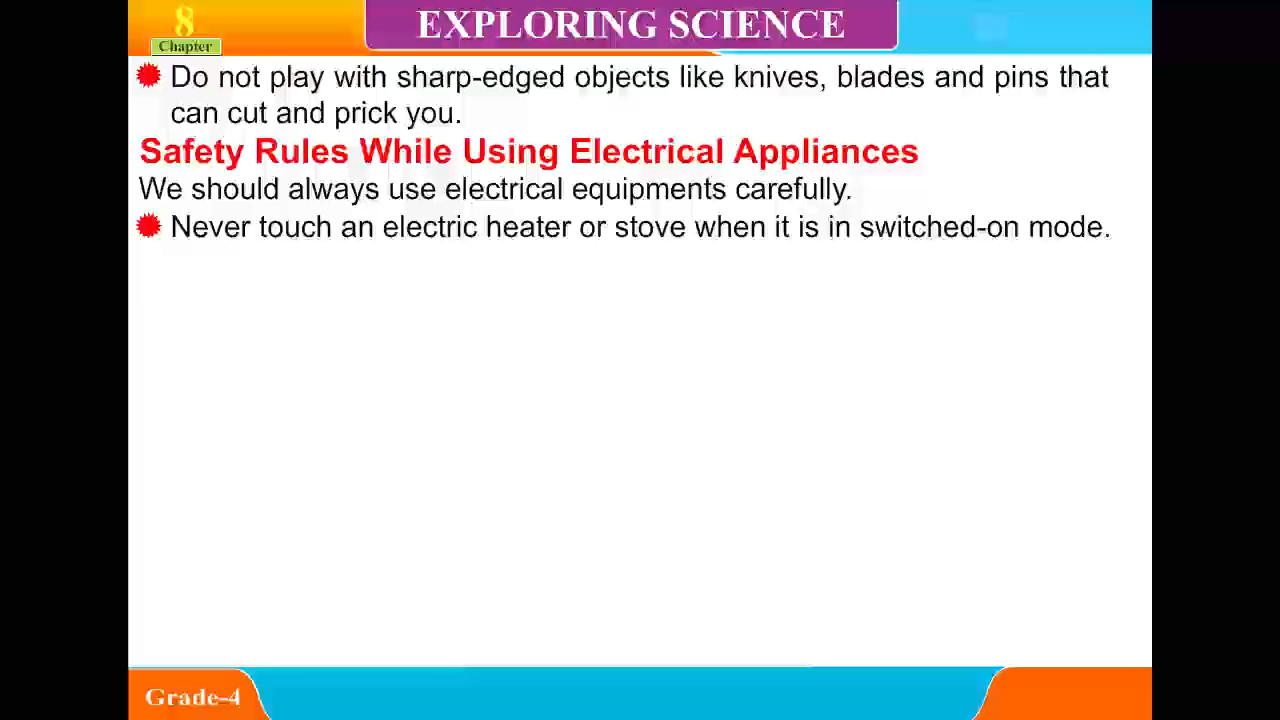 8
Chapter
EXPLORING SCIENCE
Do not play with sharp-edged objects like knives, blades and pins that
can cut and prick you.
Safety Rules While Using Electrical Appliances
We should always use electrical equipments carefully.
Never touch an electric heater or stove when it is in switched-on mode.
Grade-4